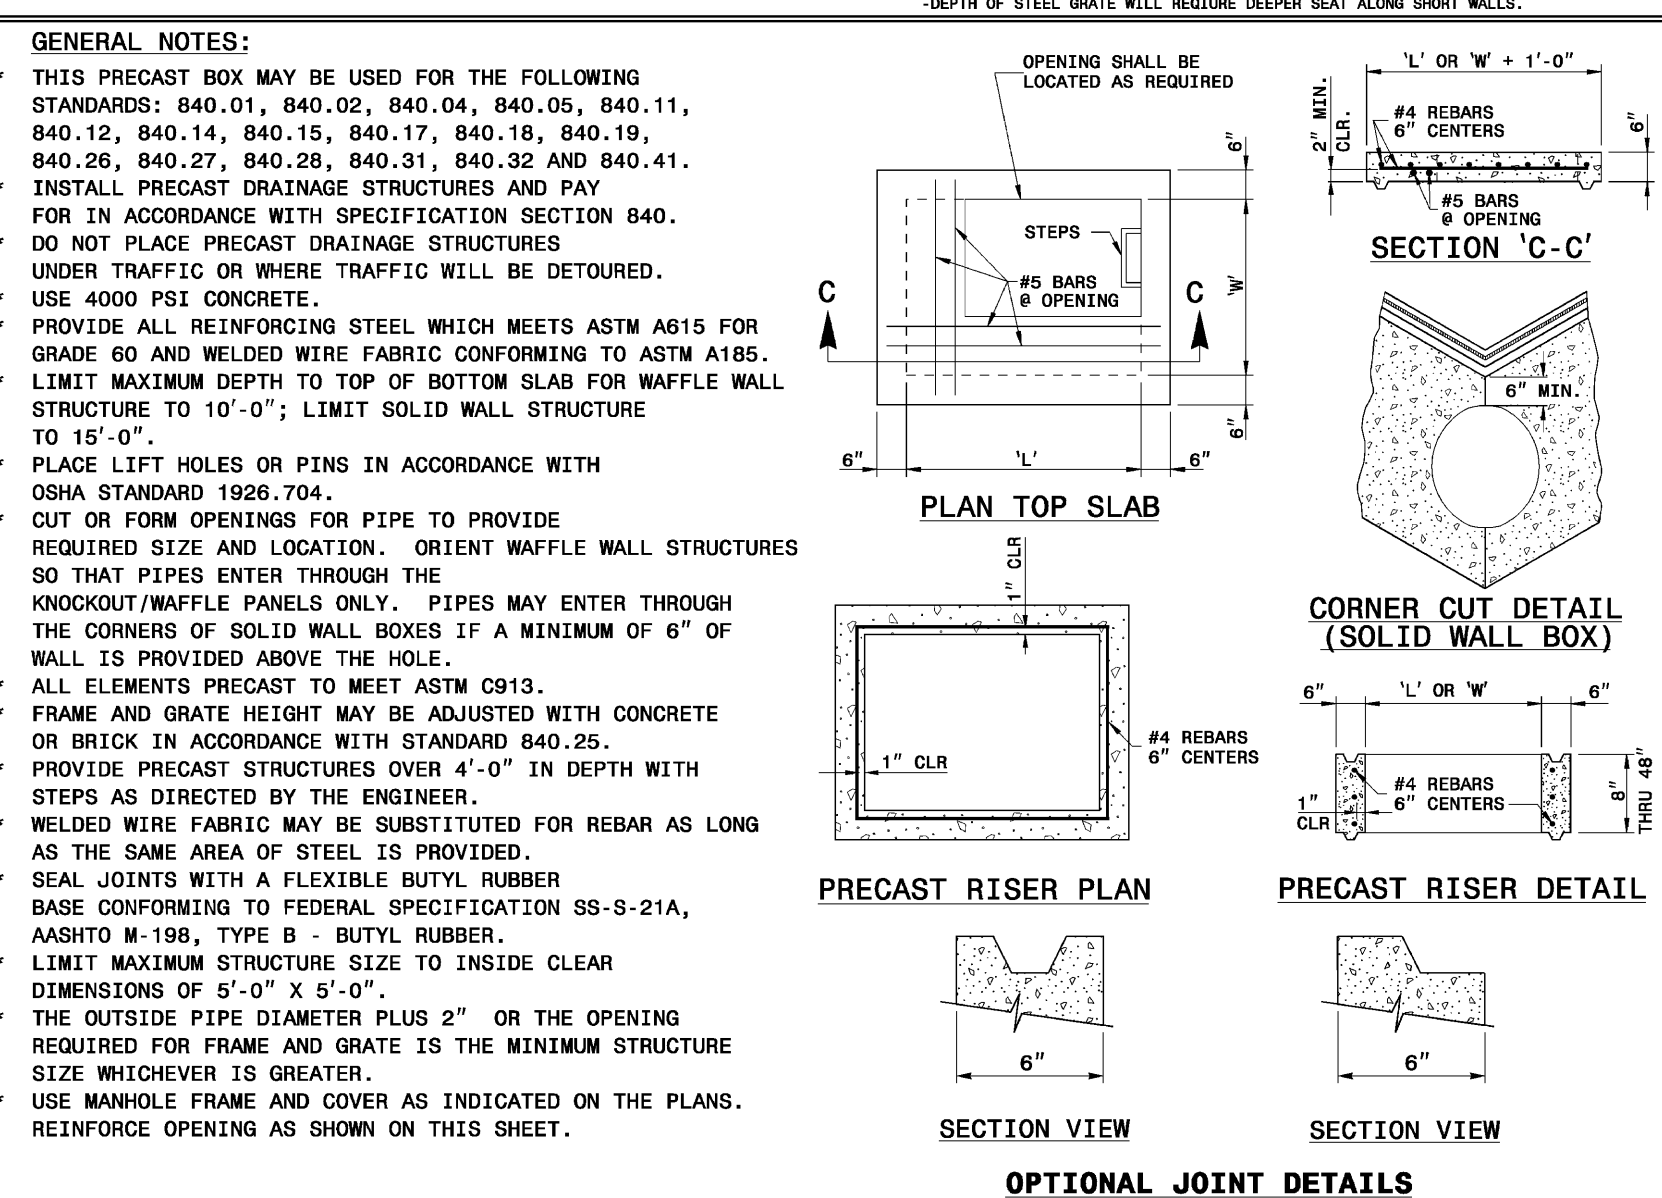 -DEPTH OF STEEL GRATE WILL REQIURE DEEPER SEAT ALONG SHORT WALLS.
GENERAL NOTES:
* THIS PRECAST BOX MAY BE USED FOR THE FOLLOWING
STANDARDS: 840.01, 840.02, 840.04, 840.05, 840.11,
840.12, 840.14, 840.15, 840.17, 840.18, 840.19,
840.26, 840.27, 840.28, 840.31, 840.32 AND 840.41.
* INSTALL PRECAST DRAINAGE STRUCTURES AND PAY
FOR IN ACCORDANCE WITH SPECIFICATION SECTION 840.
* DO NOT PLACE PRECAST DRAINAGE STRUCTURES
UNDER TRAFFIC OR WHERE TRAFFIC WILL BE DETOURED.
* USE 4000 PSI CONCRETE.
* PROVIDE ALL REINFORCING STEEL WHICH MEETS ASTM A615 FOR
GRADE 60 AND WELDED WIRE FABRIC CONFORMING TO ASTM A185.
* LIMIT MAXIMUM DEPTH TO TOP OF BOTTOM SLAB FOR WAFFLE WALL
STRUCTURE TO 10'-0"; LIMIT SOLID WALL STRUCTURE
TO 15'-0".
* PLACE LIFT HOLES OR PINS IN ACCORDANCE WITH
OSHA STANDARD 1926.704.
* CUT OR FORM OPENINGS FOR PIPE TO PROVIDE
REQUIRED SIZE AND LOCATION. ORIENT WAFFLE WALL STRUCTURES
SO THAT PIPES ENTER THROUGH THE
KNOCKOUT/WAFFLE PANELS ONLY. PIPES MAY ENTER THROUGH
THE CORNERS OF SOLID WALL BOXES IF A MINIMUM OF 6" OF
WALL IS PROVIDED ABOVE THE HOLE.
* ALL ELEMENTS PRECAST TO MEET ASTM C913.
* FRAME AND GRATE HEIGHT MAY BE ADJUSTED WITH CONCRETE
OR BRICK IN ACCORDANCE WITH STANDARD 840.25.
* PROVIDE PRECAST STRUCTURES OVER 4'-0" IN DEPTH WITH
STEPS AS DIRECTED BY THE ENGINEER.
* WELDED WIRE FABRIC MAY BE SUBSTITUTED FOR REBAR AS LONG
AS THE SAME AREA OF STEEL IS PROVIDED.
* SEAL JOINTS WITH A FLEXIBLE BUTYL RUBBER
BASE CONFORMING TO FEDERAL SPECIFICATION SS-S-21A,
AASHTO M-198, TYPE B - BUTYL RUBBER.
* LIMIT MAXIMUM STRUCTURE SIZE TO INSIDE CLEAR
DIMENSIONS OF 5'-0" X 5'-0".
* THE OUTSIDE PIPE DIAMETER PLUS 2" OR THE OPENING
REQUIRED FOR FRAME AND GRATE IS THE MINIMUM STRUCTURE
SIZE WHICHEVER IS GREATER.
* USE MANHOLE FRAME AND COVER AS INDICATED ON THE PLANS.
REINFORCE OPENING AS SHOWN ON THIS SHEET.
OPENING SHALL BE
LOCATED AS REQUIRED
6"
STEPS
#5 BARS
@ OPENING
'W'
C
C
6"
6"
'L'
6"
PLAN TOP SLAB
'L' OR 'W' + 1'-0"
2" MIN.
CLR.
#4 REBARS
6" CENTERS
6"
#5 BARS
@ OPENING
SECTION 'C-C'
6" MIN.
CORNER CUT DETAIL
(SOLID WALL BOX)
1" CLR
1" CLR
#4 REBARS
6" CENTERS
PRECAST RISER PLAN
6"
'L' OR 'W'
6"
#4 REBARS
6" CENTERS
1"
CLR
8"
THRU 48"
PRECAST RISER DETAIL
6"
SECTION VIEW
6"
SECTION VIEW
OPTIONAL JOINT DETAILS